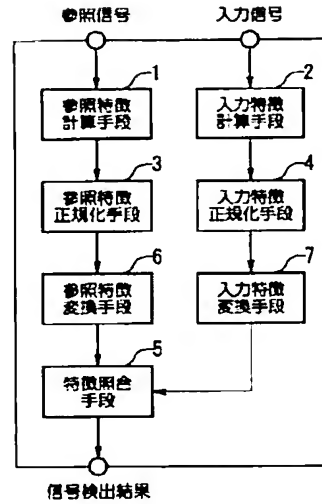 参照信号
入力信号
1
参照特徴
計算手段
2
入力特徴
計算手段
3
参照特徴
正規化手段
4
入力特徴
正規化手段
6
参照特徴
変換手段
7
入力特徴
変換手段
5
特徴照合
手段
信号検出結果